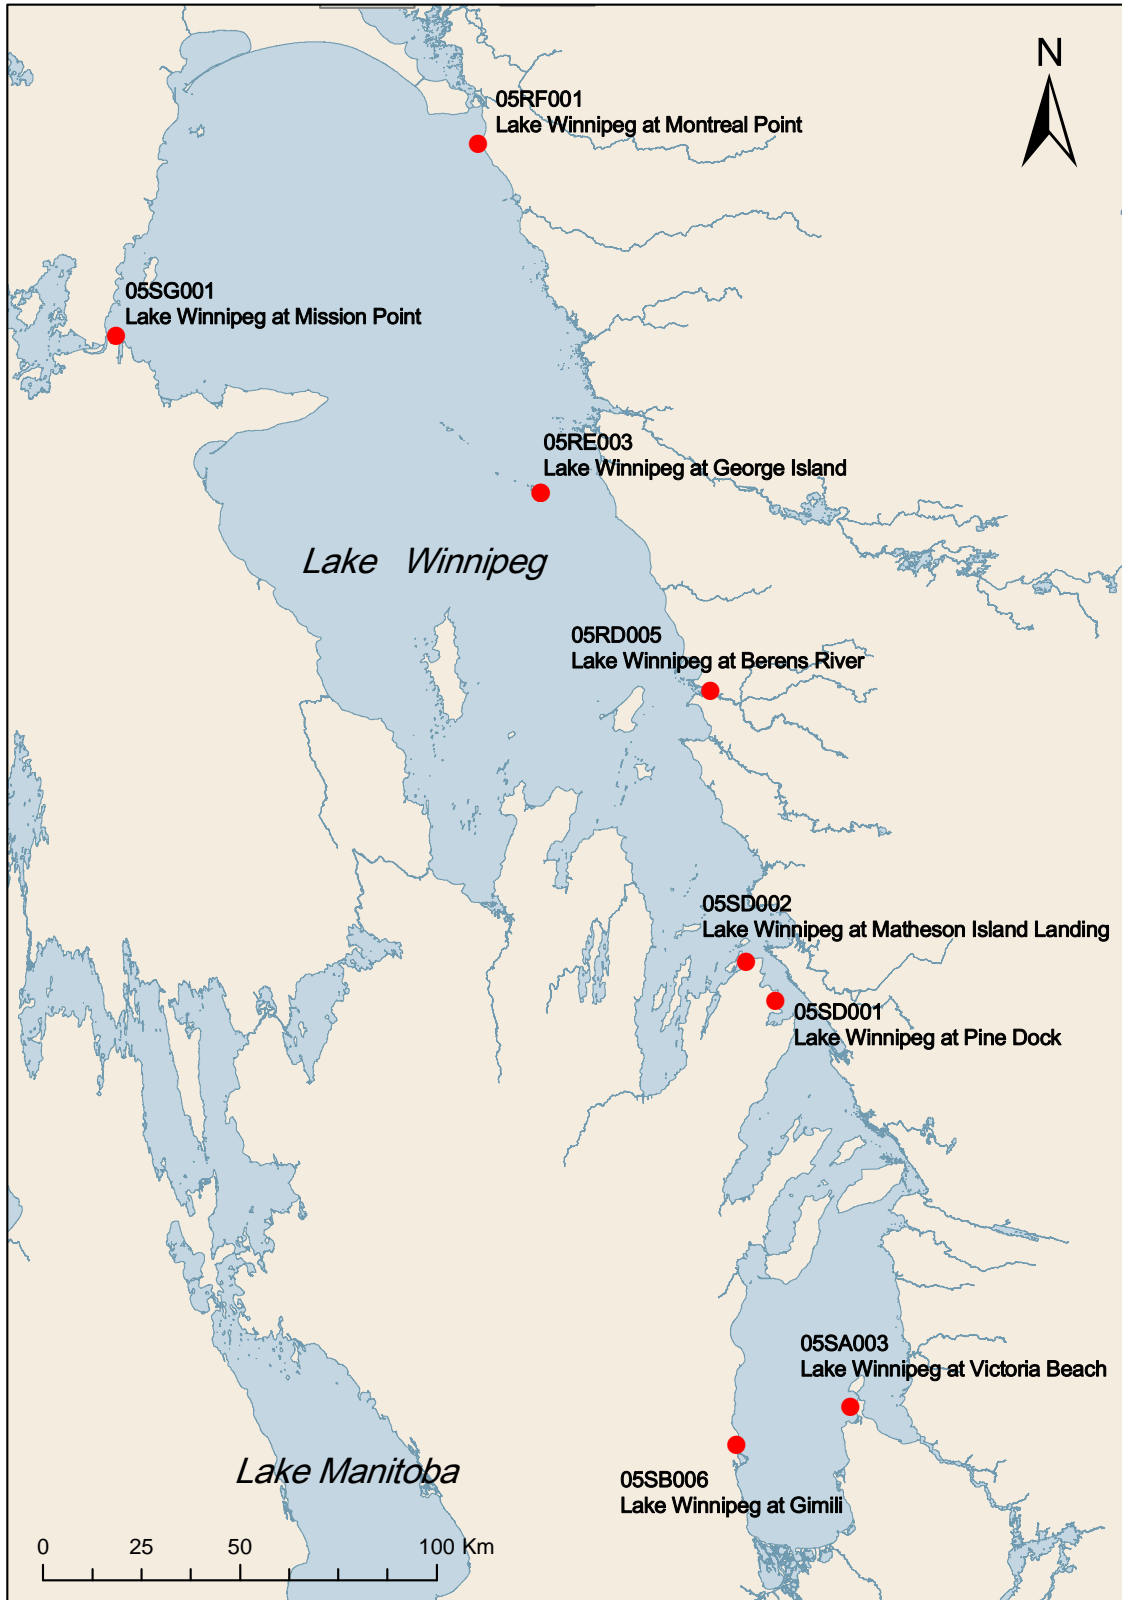 N
05RF001
Lake Winnipeg at Montreal Point
05SG001
Lake Winnipeg at Mission Point
05RE003
Lake Winnipeg at George Island
Lake Winnipeg
05RD005
Lake Winnipeg at Berens River
05SD002
Lake Winnipeg at Matheson Island Landing
05SD001
Lake Winnipeg at Pine Dock
05SA003
Lake Winnipeg at Victoria Beach
Lake Manitoba
05SB006
Lake Winnipeg at Gimili
0 25 50 100 Km